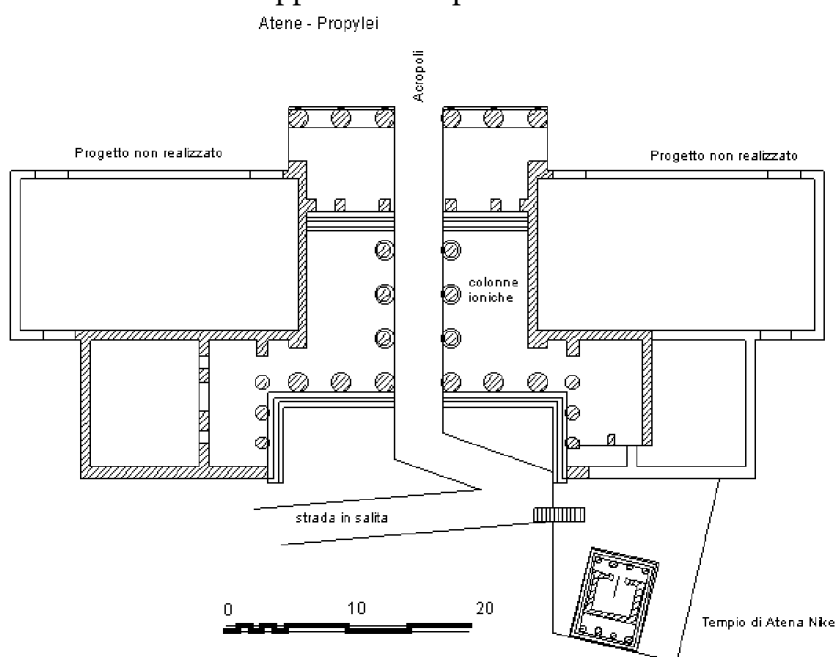 Atene - Propylei
Acropoli
Progetto non realizzato
Progetto non realizzato
colonne
ioniche
strada in salita
0 10 20
Tempio di Atena Nike